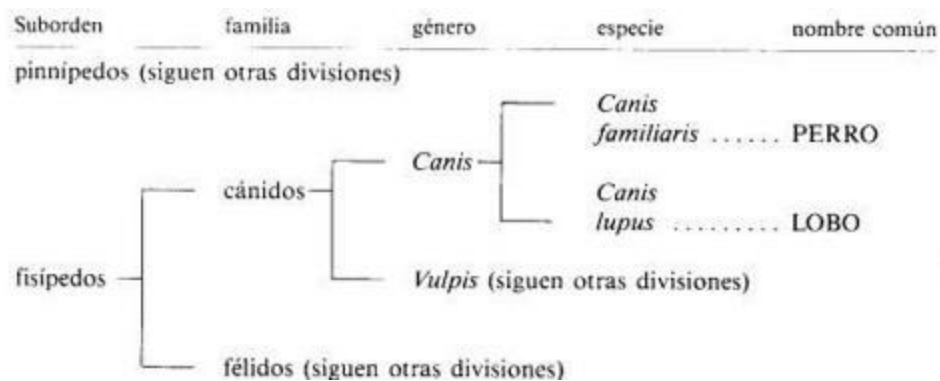 Suborden familia género especie nombre común
pinnípedos (siguen otras divisiones)
Canis
familiaris ...... PERRO
Canis
cánidos
Canis
lupus ......... LOBO
fisípedos
Vulpis (siguen otras divisiones)
félidos (siguen otras divisiones)